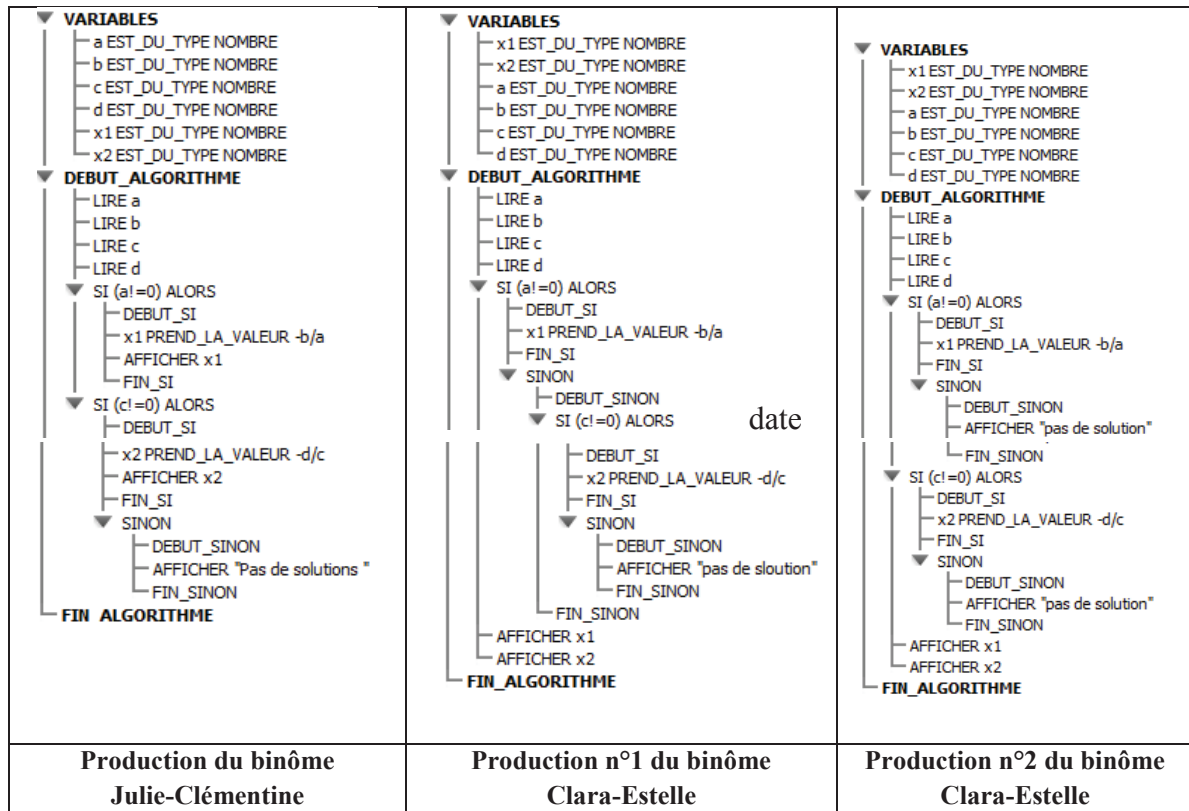 VARIABLES
a EST_DU_TYPE NOMBRE
b EST_DU_TYPE NOMBRE
c EST_DU_TYPE NOMBRE
d EST_DU_TYPE NOMBRE
x1 EST_DU_TYPE NOMBRE
x2 EST_DU_TYPE NOMBRE
DEBUT_ALGORITHME
LIRE a
LIRE b
LIRE c
LIRE d
SI (a!=0) ALORS
DEBUT_SI
x1 PREND_LA_VALEUR -b/a
AFFICHER x1
FIN_SI
SI (c!=0) ALORS
DEBUT_SI
x2 PREND_LA_VALEUR -d/c
AFFICHER x2
FIN_SI
SINON
DEBUT_SINON
AFFICHER "Pas de solutions "
FIN_SINON
FIN ALGORITHME
Production du binôme
Julie-Clémentine
VARIABLES
x1 EST_DU_TYPE NOMBRE
x2 EST_DU_TYPE NOMBRE
a EST_DU_TYPE NOMBRE
b EST_DU_TYPE NOMBRE
c EST_DU_TYPE NOMBRE
d EST_DU_TYPE NOMBRE
DEBUT_ALGORITHME
LIRE a
LIRE b
LIRE c
LIRE d
SI (a!=0) ALORS
DEBUT_SI
x1 PREND_LA_VALEUR -b/a
FIN_SI
SINON
DEBUT_SINON
SI (c!=0) ALORS
date
DEBUT_SI
x2 PREND_LA_VALEUR -d/c
FIN_SI
SINON
DEBUT_SINON
AFFICHER "pas de sloution"
FIN_SINON
FIN_SINON
AFFICHER x1
AFFICHER x2
FIN_ALGORITHME
Production n°1 du binôme
Clara-Estelle
VARIABLES
x1 EST_DU_TYPE NOMBRE
x2 EST_DU_TYPE NOMBRE
a EST_DU_TYPE NOMBRE
b EST_DU_TYPE NOMBRE
c EST_DU_TYPE NOMBRE
d EST_DU_TYPE NOMBRE
DEBUT_ALGORITHME
LIRE a
LIRE b
LIRE c
LIRE d
SI (a!=0) ALORS
DEBUT_SI
x1 PREND_LA_VALEUR -b/a
FIN_SI
SINON
DEBUT_SINON
AFFICHER "pas de solution"
FIN_SINON
SI (c!=0) ALORS
DEBUT_SI
x2 PREND_LA_VALEUR -d/c
FIN_SI
SINON
DEBUT_SINON
AFFICHER "pas de solution"
FIN_SINON
AFFICHER x1
AFFICHER x2
FIN_ALGORITHME
Production n°2 du binôme
Clara-Estelle